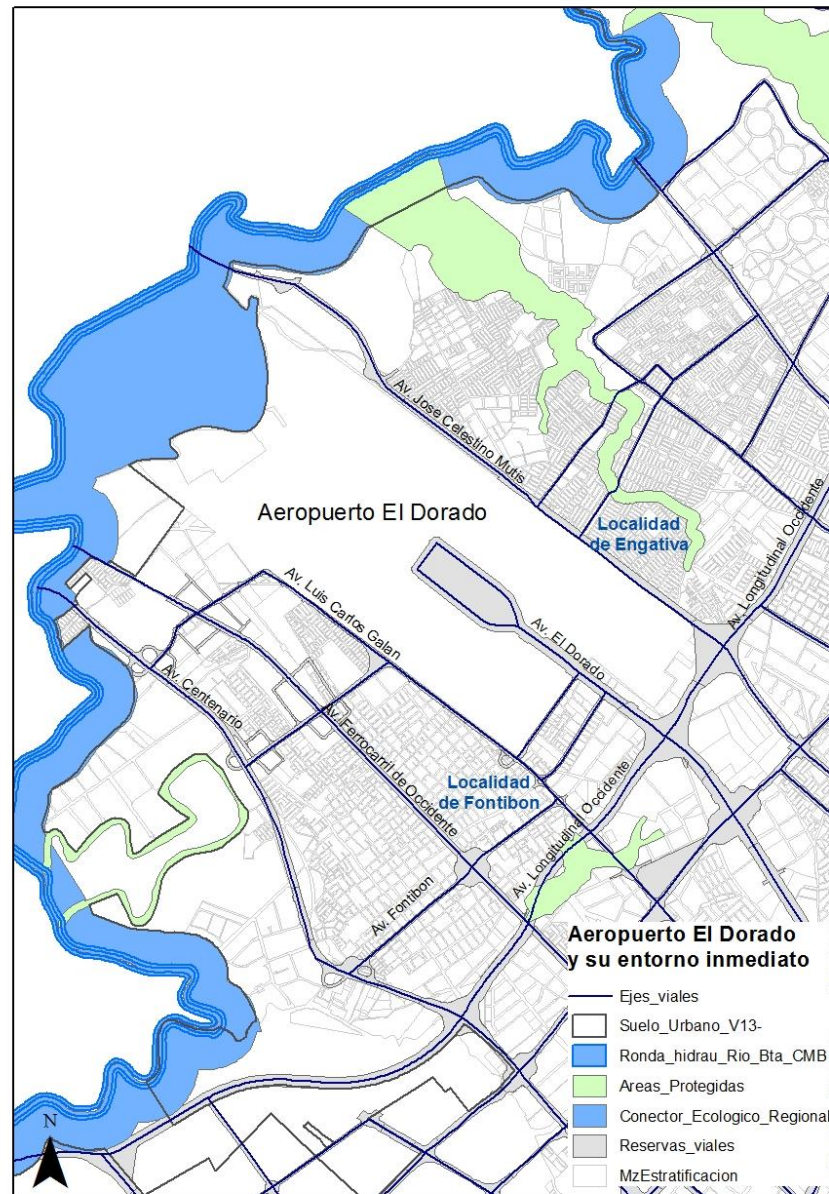 Av. Jose Celestino Mutis
Aeropuerto El Dorado
Localidad
de Engativa
Av. Longitudinal Occidente
Av. Luis Carlos Galan
Av. El Dorado
Av. Centenario
Av. Ferrocarril de Occidente
Localidad
de Fontibon
Av. Longitudinal Occidente
Av. Fontibon
Aeropuerto El Dorado
y su entorno inmediato
Ejes_viales
Suelo_Urbano_V13-
Ronda_hidrau_Rio_Bta_CMB
Areas_Protegidas
Conector_Ecologico_Regional
Reservas_viales
MzEstratificacion
N